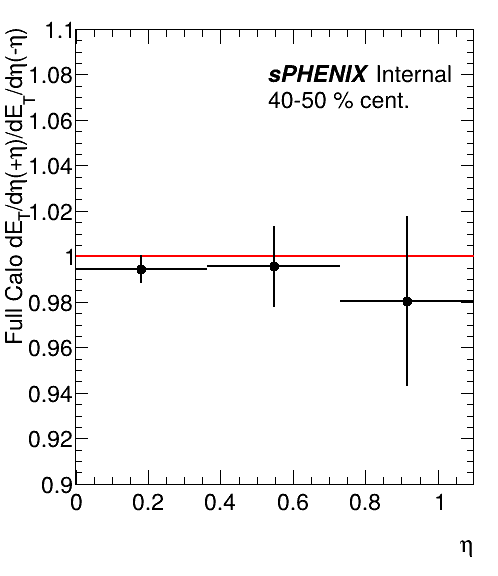 Full Calo dE_T/dη(+η)/dE_T/dη(-η)
sPHENIX Internal
40-50 % cent.
1.1
1.08
1.06
1.04
1.02
1
0.98
0.96
0.94
0.92
0.9
0 0.2 0.4 0.6 0.8 1
η